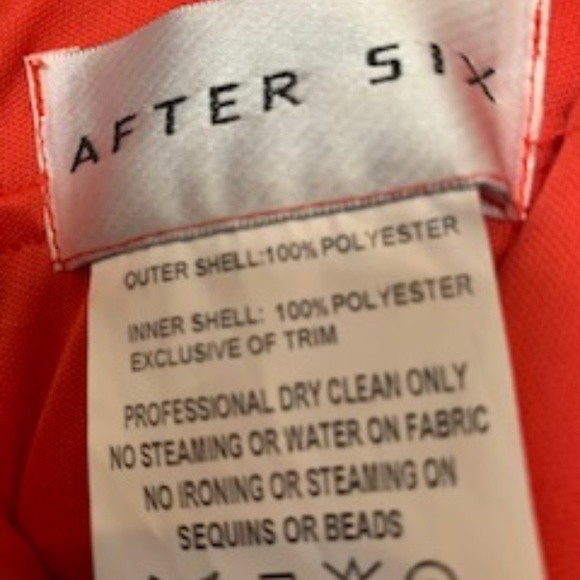 AFTER SIX
OUTER SHELL:100% POLYESTER
INNER SHELL: 100% POLYESTER
EXCLUSIVE OF TRIM
PROFESSIONAL DRY CLEAN ONLY
NO STEAMING OR WATER ON FABRIC
NO IRONING OR STEAMING ON
SEQUINS OR BEADS